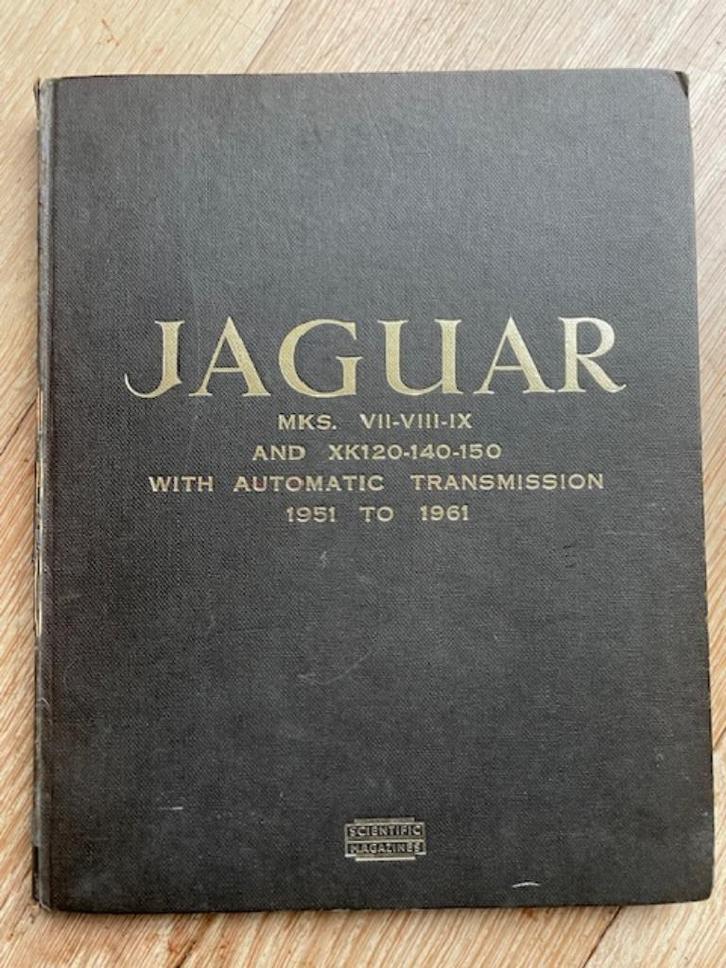 JAGUAR
MKS. VII-VIII-IX
AND XK120-140-150
WITH AUTOMATIC TRANSMISSION
1951 TO 1961
SCIENTIFIC
MAGAZINES